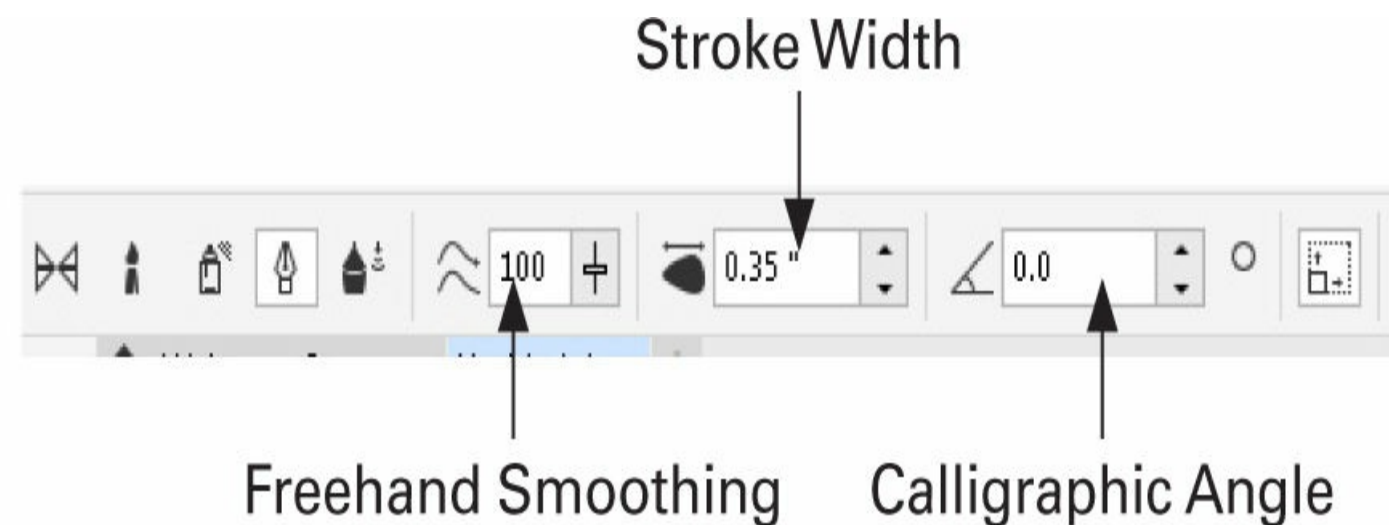 Stroke Width
100
0.35 "
0.0
Freehand Smoothing
Calligraphic Angle